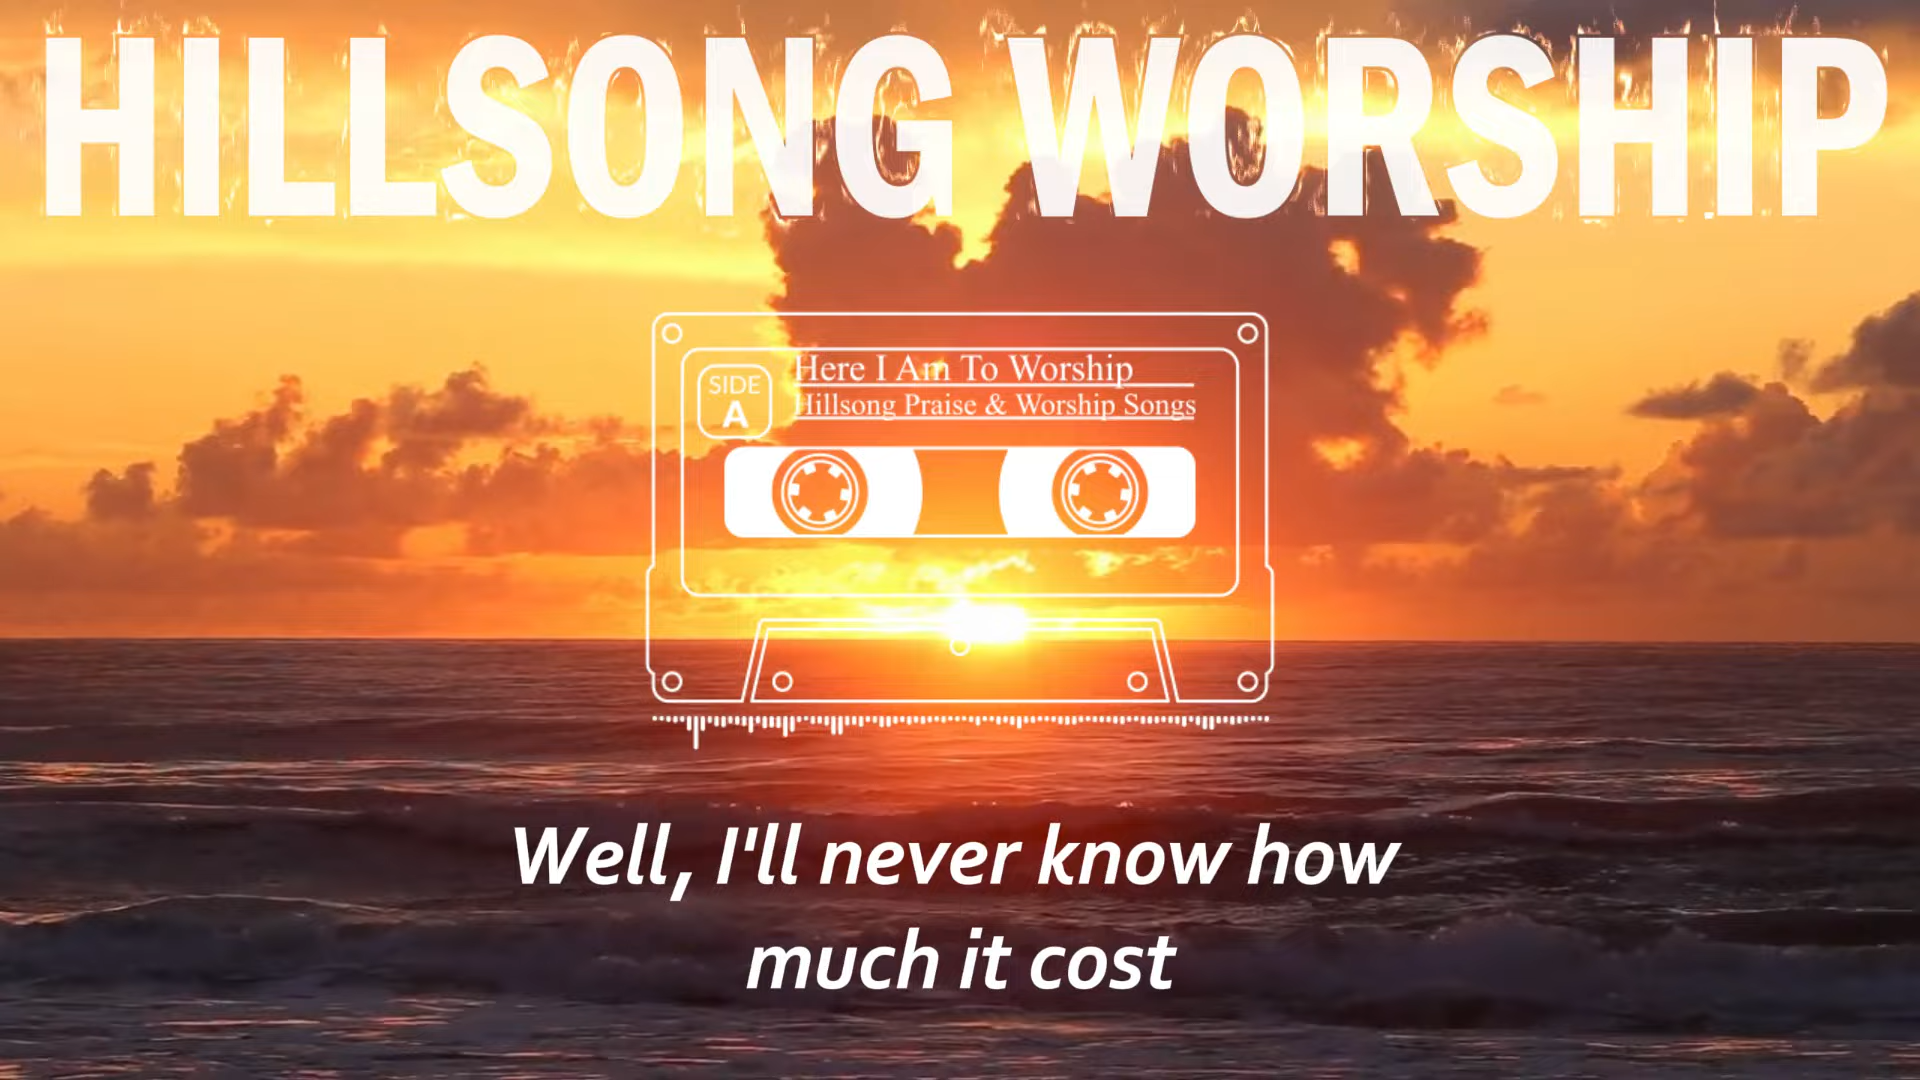 HILLSONG WORSHIP
SIDE
A
Here I Am To Worship
Hillsong Praise & Worship Songs
Well, I'll never know how
much it cost